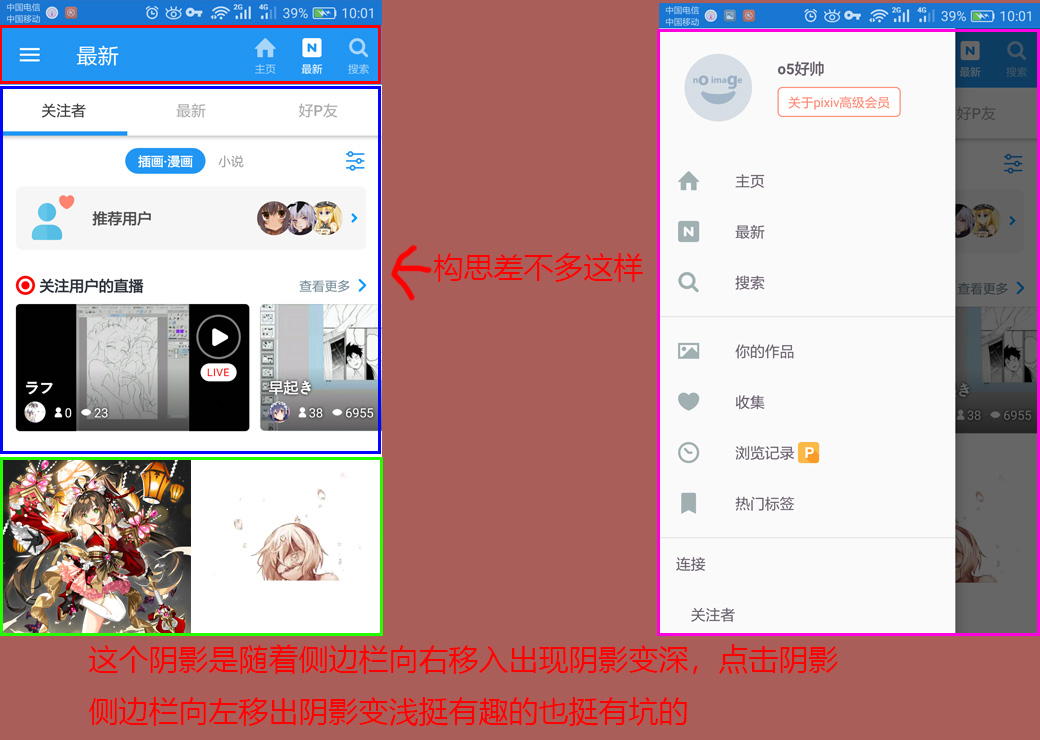 中国电信
中国移动
2G
4G
39%
10:01
最新
N
主页
最新
搜索
关注者
最新
好P友
插画·漫画
小说
推荐用户
关注用户的直播
查看更多
LIVE
ラフ
0
23
早起き
38
6955
构思差不多这样
中国电信
中国移动
2G
4G
39%
10:01
no image
o5好帅
关于pixiv高级会员
N
最新
搜索
好P友
主页
N
最新
搜索
查看更多
你的作品
收集
き
38
6955
浏览记录
P
热门标签
连接
关注者
这个阴影是随着侧边栏向右移入出现阴影变深，点击阴影
侧边栏向左移出阴影变浅挺有趣的也挺有坑的